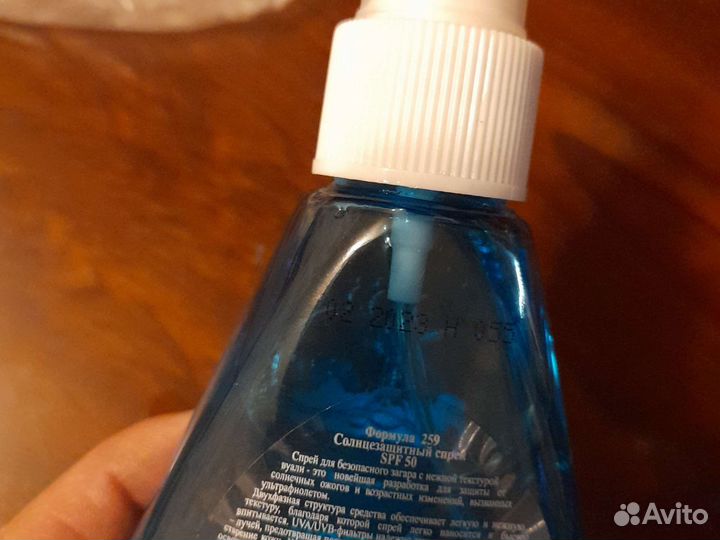 02 2023 H 055
Формула 259
Солнцезащитный спрей
SPF 50
Спрей для безопасного загара с нежной текстурой
вуали - это новейшая разработка для защиты от
солнечных ожогов и возрастных изменений, вызванных
ультрафиолетом.
Двухфазная структура средства обеспечивает легкую и нежную
текстуру, благодаря которой спрей легко наносится и быстро
впитывается. UVA/UVB-фильтры
– лучей, предотвращая
Avito